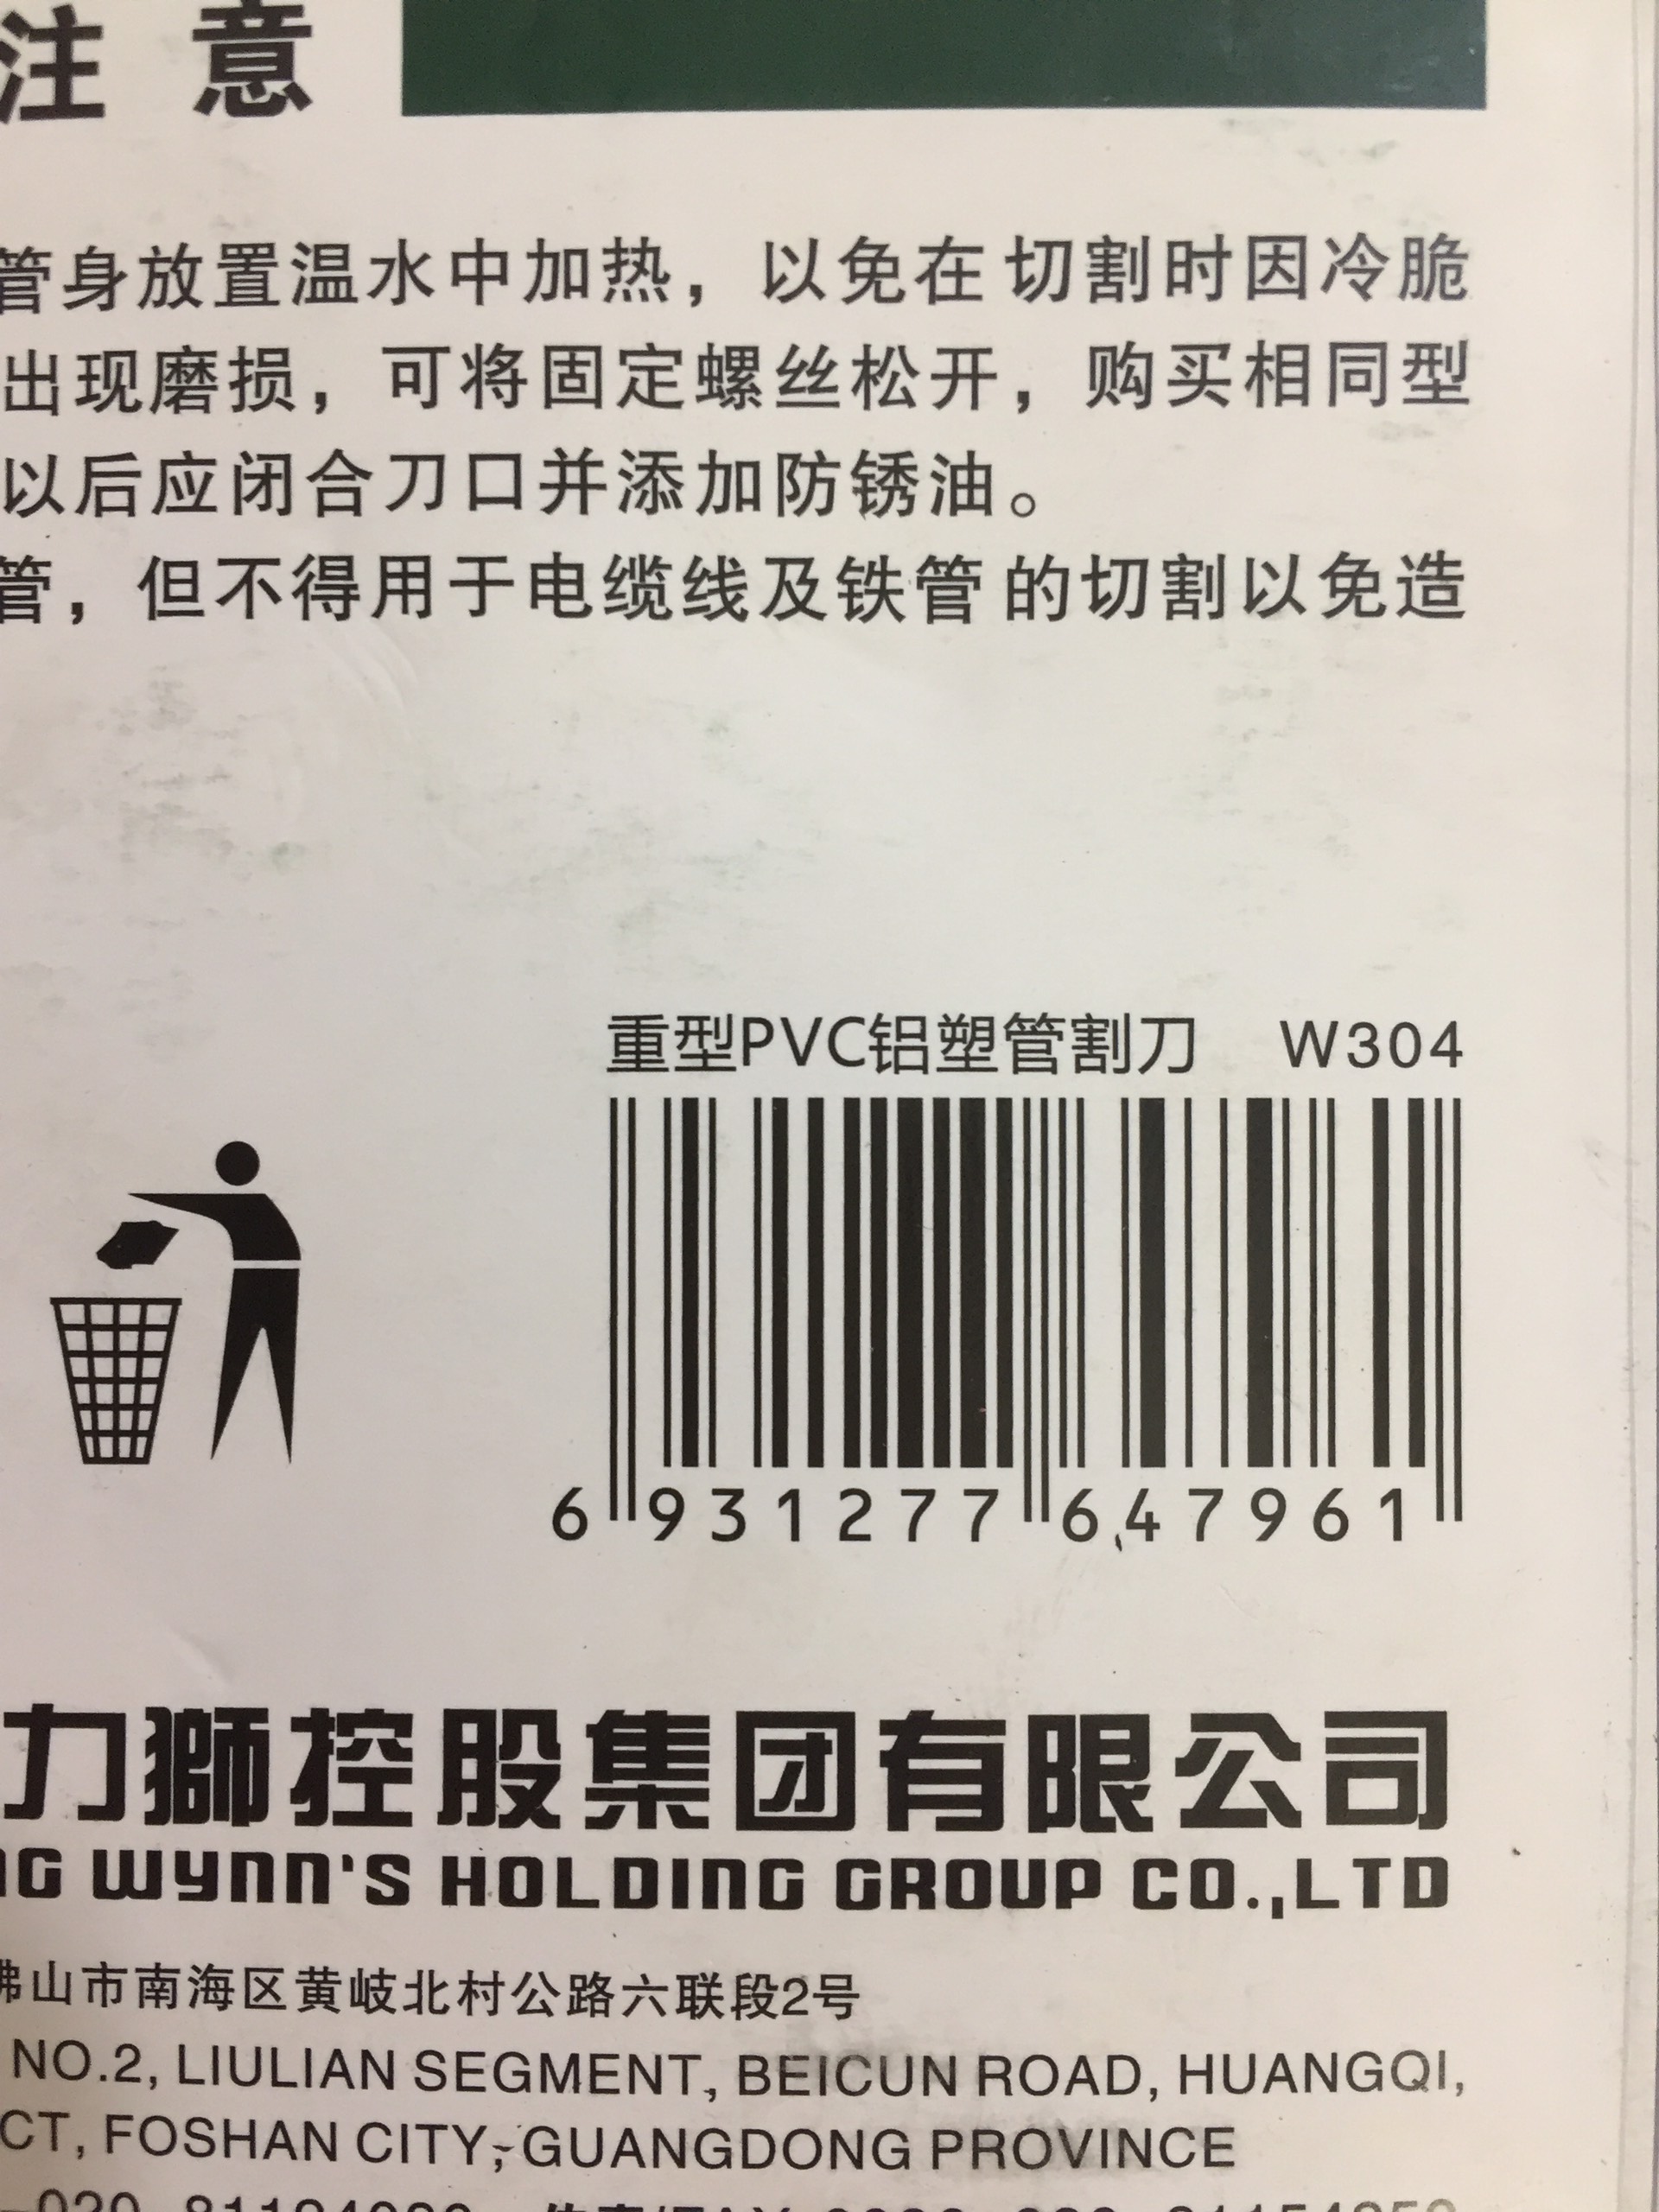 注意
管身放置温水中加热，以免在切割时因冷脆
出现磨损，可将固定螺丝松开，购买相同型
以后应闭合刀口并添加防锈油。
管，但不得用于电缆线及铁管的切割以免造
重型PVC铝塑管割刀 W304
6 931277 647961
力狮控股集团有限公司
G WYNN'S HOLDING GROUP CO.,LTD
佛山市南海区黄岐北村公路六联段2号
NO.2, LIULIAN SEGMENT, BEICUN ROAD, HUANGQI,
CT, FOSHAN CITY, GUANGDONG PROVINCE